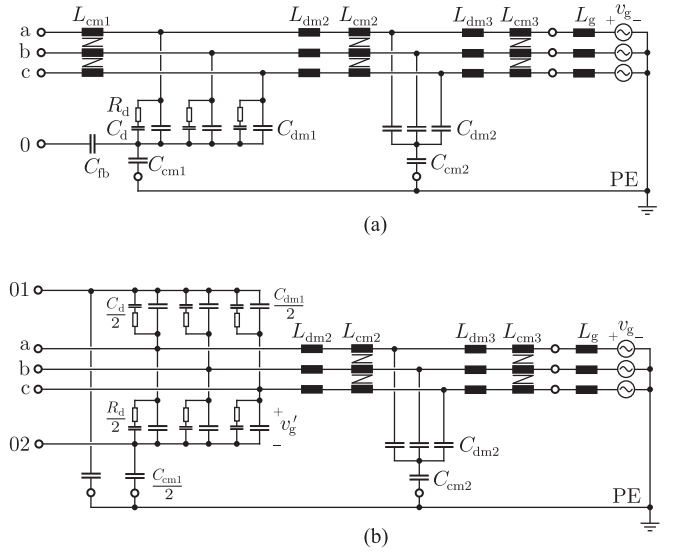 L_cm1 L_dm2 L_cm2 L_dm3 L_cm3 L_g v_g
+ −
a
b
c
R_d
C_d C_dm1 C_dm2
0
C_fb C_cm1 C_cm2 PE
(a)
01
C_d/2 C_dm1/2
L_dm2 L_cm2 L_dm3 L_cm3 L_g v_g
+ −
a
b
c
R_d/2 + v_g′ −
02
C_dm2
C_cm1/2 C_cm2 PE
(b)